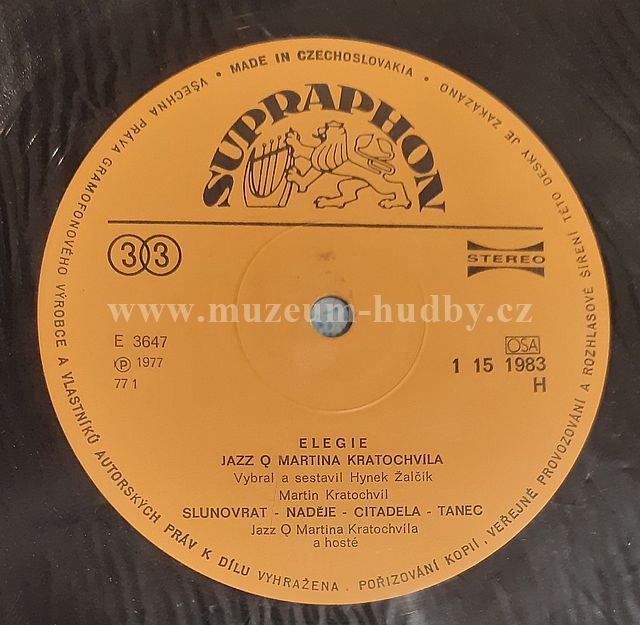 VŠECHNA PRÁVA GRAMOFONOVÉHO VÝROBCE A VLASTNÍKŮ AUTORSKÝCH PRÁV K DÍLU VYHRAŽENA. POŘIZOVÁNÍ KOPIÍ, VEŘEJNÉ PROVOZOVÁNÍ A ROZHLASOVÉ ŠÍŘENÍ TÉTO DESKY JE ZAKÁZÁNO • MADE IN CZECHOSLOVAKIA •
SUPRAPHON
33
STEREO
www.muzeum-hudby.cz
E 3647
℗ 1977
77 1
OSA
1 15 1983
H
ELEGIE
JAZZ Q MARTINA KRATOCHVÍLA
Vybral a sestavil Hynek Žalčík
Martin Kratochvíl
SLUNOVRAT - NADĚJE - CITADELA - TANEC
Jazz Q Martina Kratochvíla
a hosté